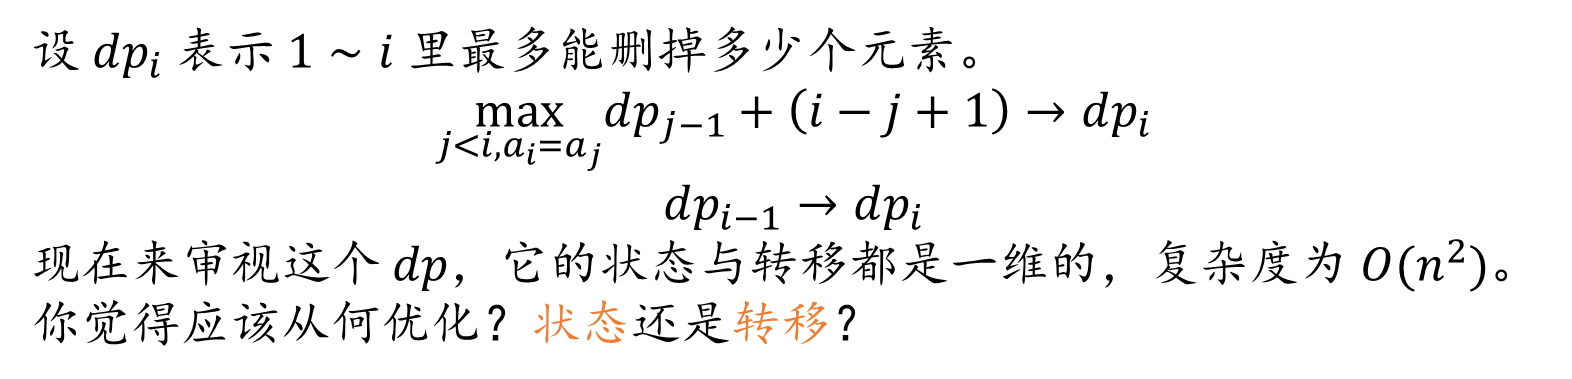 设 dp_i 表示 1 ~ i 里最多能删掉多少个元素。
max_{j<i,a_i=a_j} dp_{j−1} + (i − j + 1) → dp_i
dp_{i−1} → dp_i
现在来审视这个 dp，它的状态与转移都是一维的，复杂度为 O(n²)。
你觉得应该从何优化？状态还是转移？